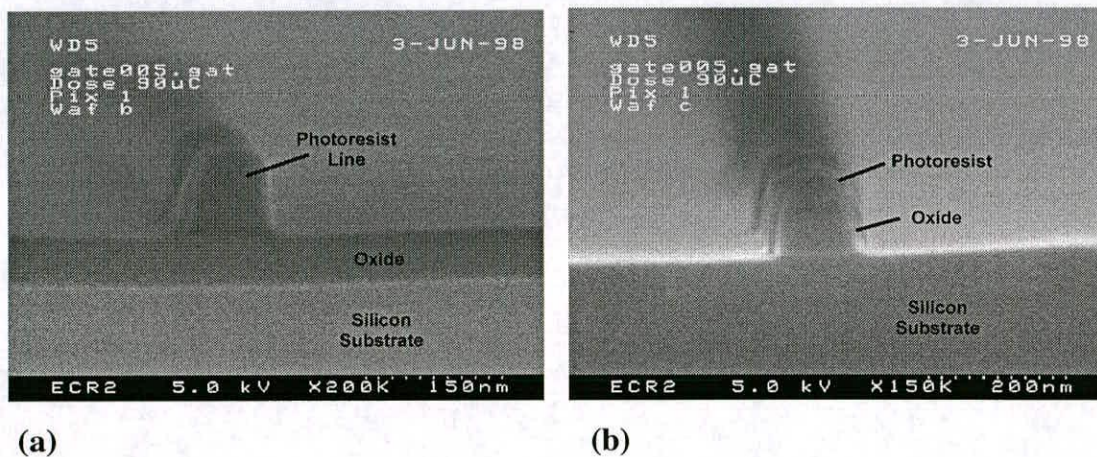 WD5 3-JUN-98
gate005.gat
Dose 90uC
Pix 1
Waf b
Photoresist
Line
Oxide
Silicon
Substrate
ECR2 5.0 kV X200K 150nm
(a)
WD5 3-JUN-98
gate005.gat
Dose 90uC
Pix 1
Waf c
Photoresist
Oxide
Silicon
Substrate
ECR2 5.0 kV X150K 200nm
(b)